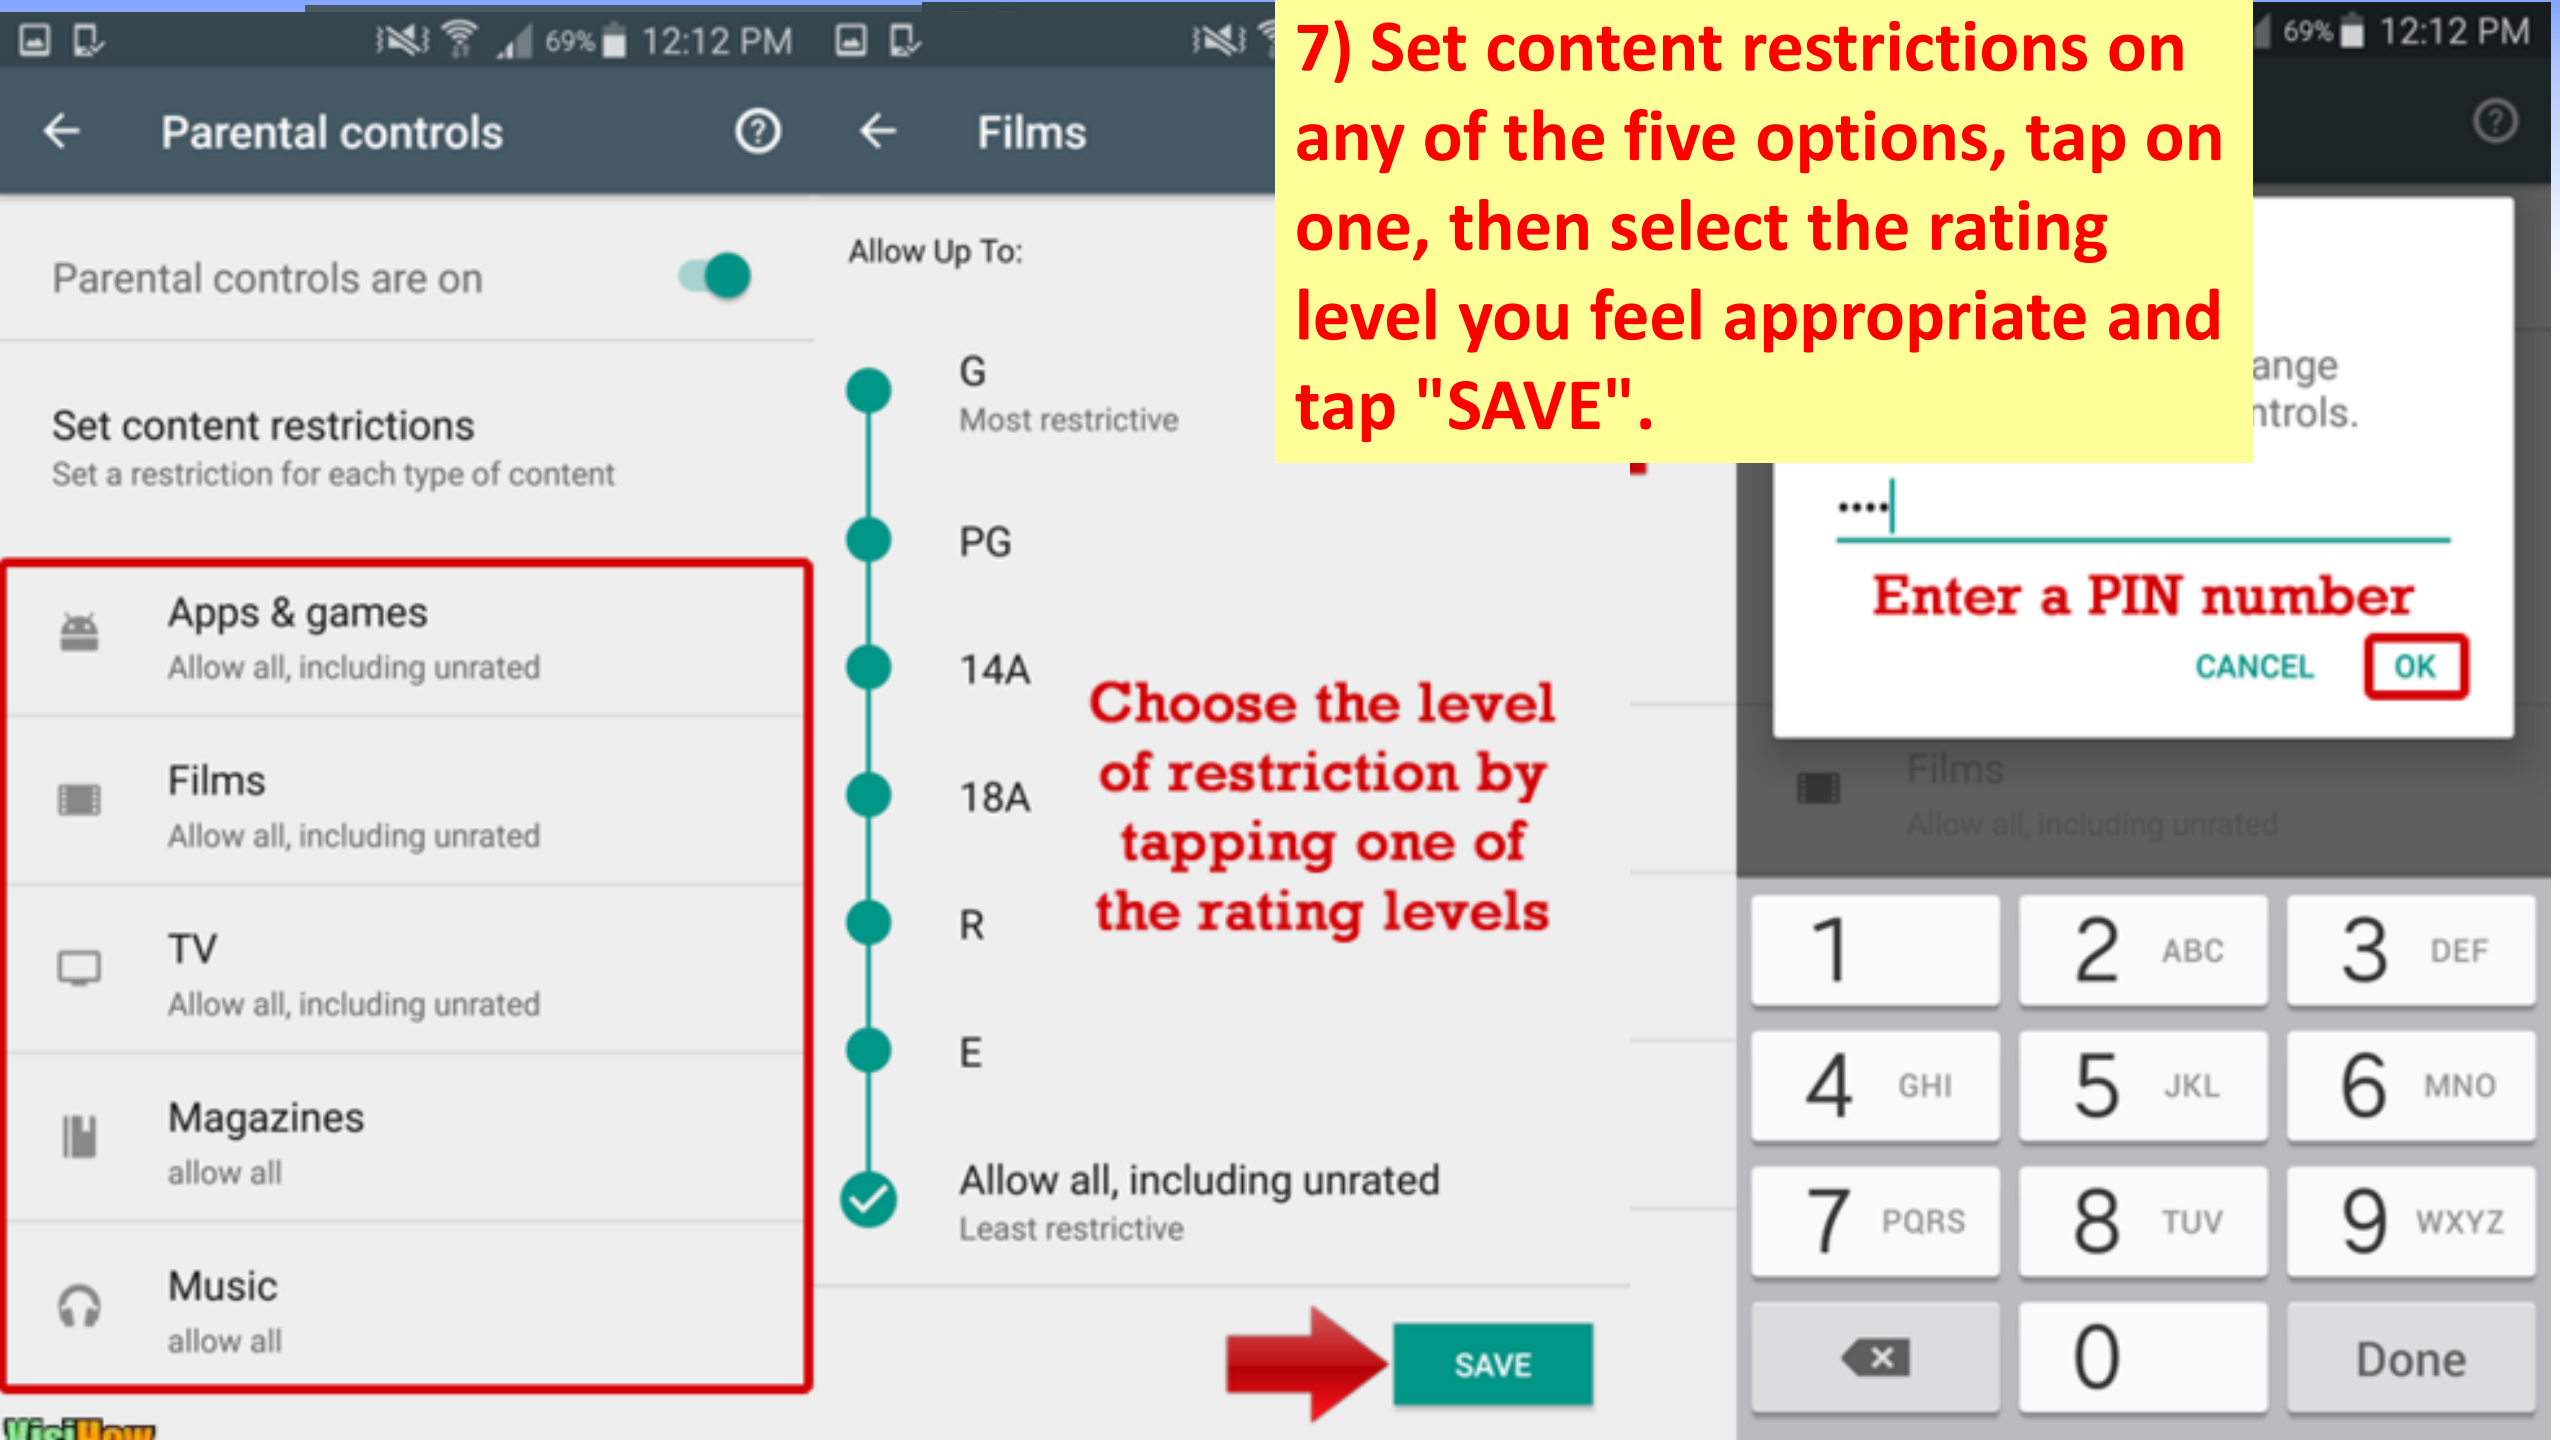 69% 12:12 PM
Parental controls
Parental controls are on
Set content restrictions
Set a restriction for each type of content
Apps & games
Allow all, including unrated
Films
Allow all, including unrated
TV
Allow all, including unrated
Magazines
allow all
Music
allow all
VisiHow
Films
Allow Up To:
G
Most restrictive
PG
14A
18A
R
E
Allow all, including unrated
Least restrictive
Choose the level
of restriction by
tapping one of
the rating levels
SAVE
7) Set content restrictions on
any of the five options, tap on
one, then select the rating
level you feel appropriate and
tap "SAVE".
69% 12:12 PM
ange
ntrols.
Enter a PIN number
CANCEL OK
Films
Allow all, including unrated
1 2 ABC 3 DEF
4 GHI 5 JKL 6 MNO
7 PQRS 8 TUV 9 WXYZ
0 Done